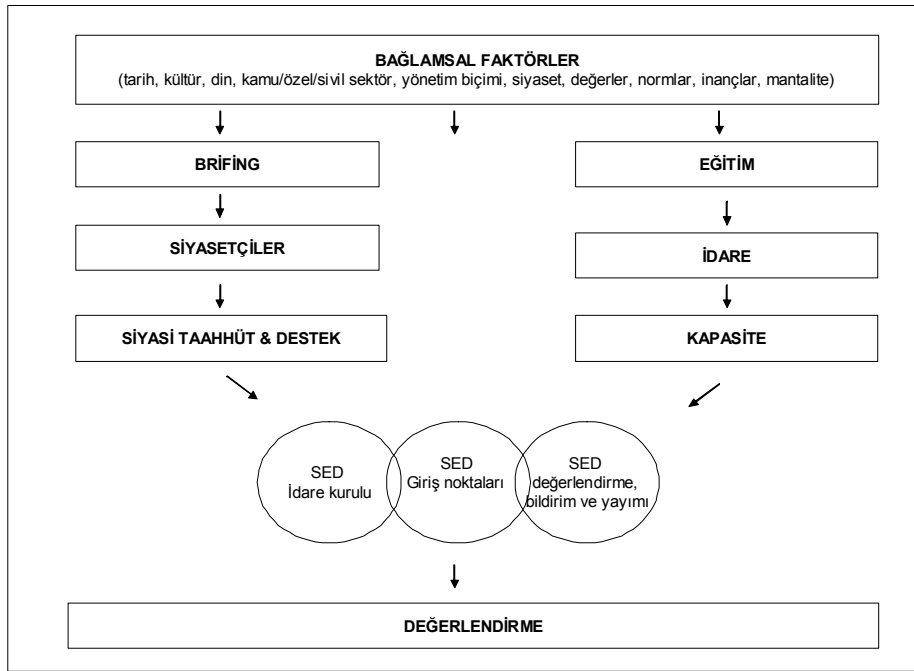 BAĞLAMSAL FAKTÖRLER
(tarih, kültür, din, kamu/özel/sivil sektör, yönetim biçimi, siyaset, değerler, normlar, inançlar, mantalite)
BRİFİNG
EĞİTİM
SİYASETÇİLER
İDARE
SİYASİ TAAHHÜT & DESTEK
KAPASİTE
SED
İdare kurulu
SED
Giriş noktaları
SED
değerlendirme,
bildirim ve yayımı
DEĞERLENDİRME